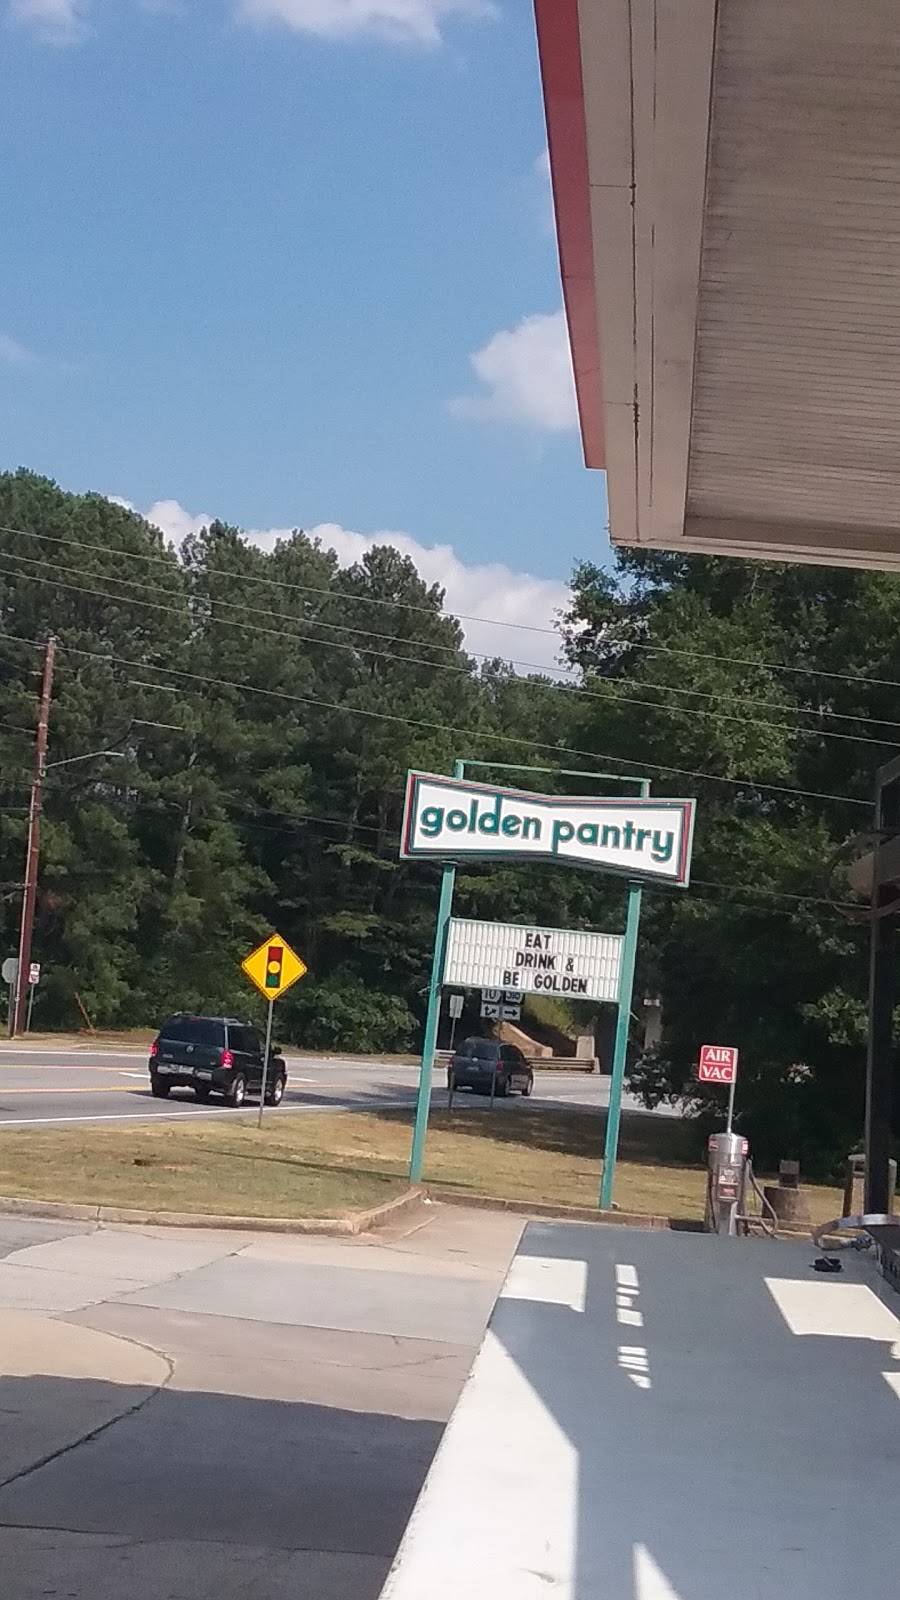 golden pantry
EAT
DRINK &
BE GOLDEN
10
AIR
VAC